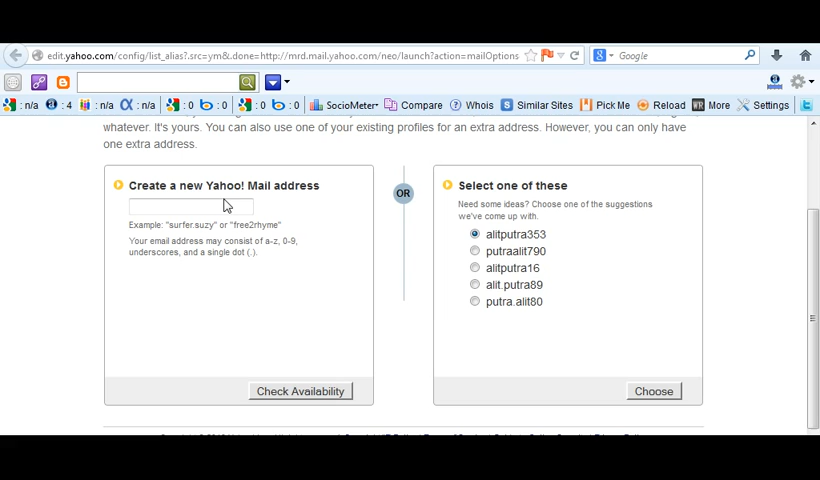 edit.yahoo.com/config/list_alias?.src=ym&.done=http://mrd.mail.yahoo.com/neo/launch?action=mailOptions
Google
: n/a : 4 : n/a : n/a : 0 : 0 : 0 : 0 SocioMeter Compare Whois Similar Sites Pick Me Reload WR More Settings
whatever. It's yours. You can also use one of your existing profiles for an extra address. However, you can only have
one extra address.
Create a new Yahoo! Mail address
Example: "surfer.suzy" or "free2rhyme"
Your email address may consist of a-z, 0-9,
underscores, and a single dot (.).
Check Availability
OR
Select one of these
Need some ideas? Choose one of the suggestions
we've come up with.
alitputra353
putraalit790
alitputra16
alit.putra89
putra.alit80
Choose